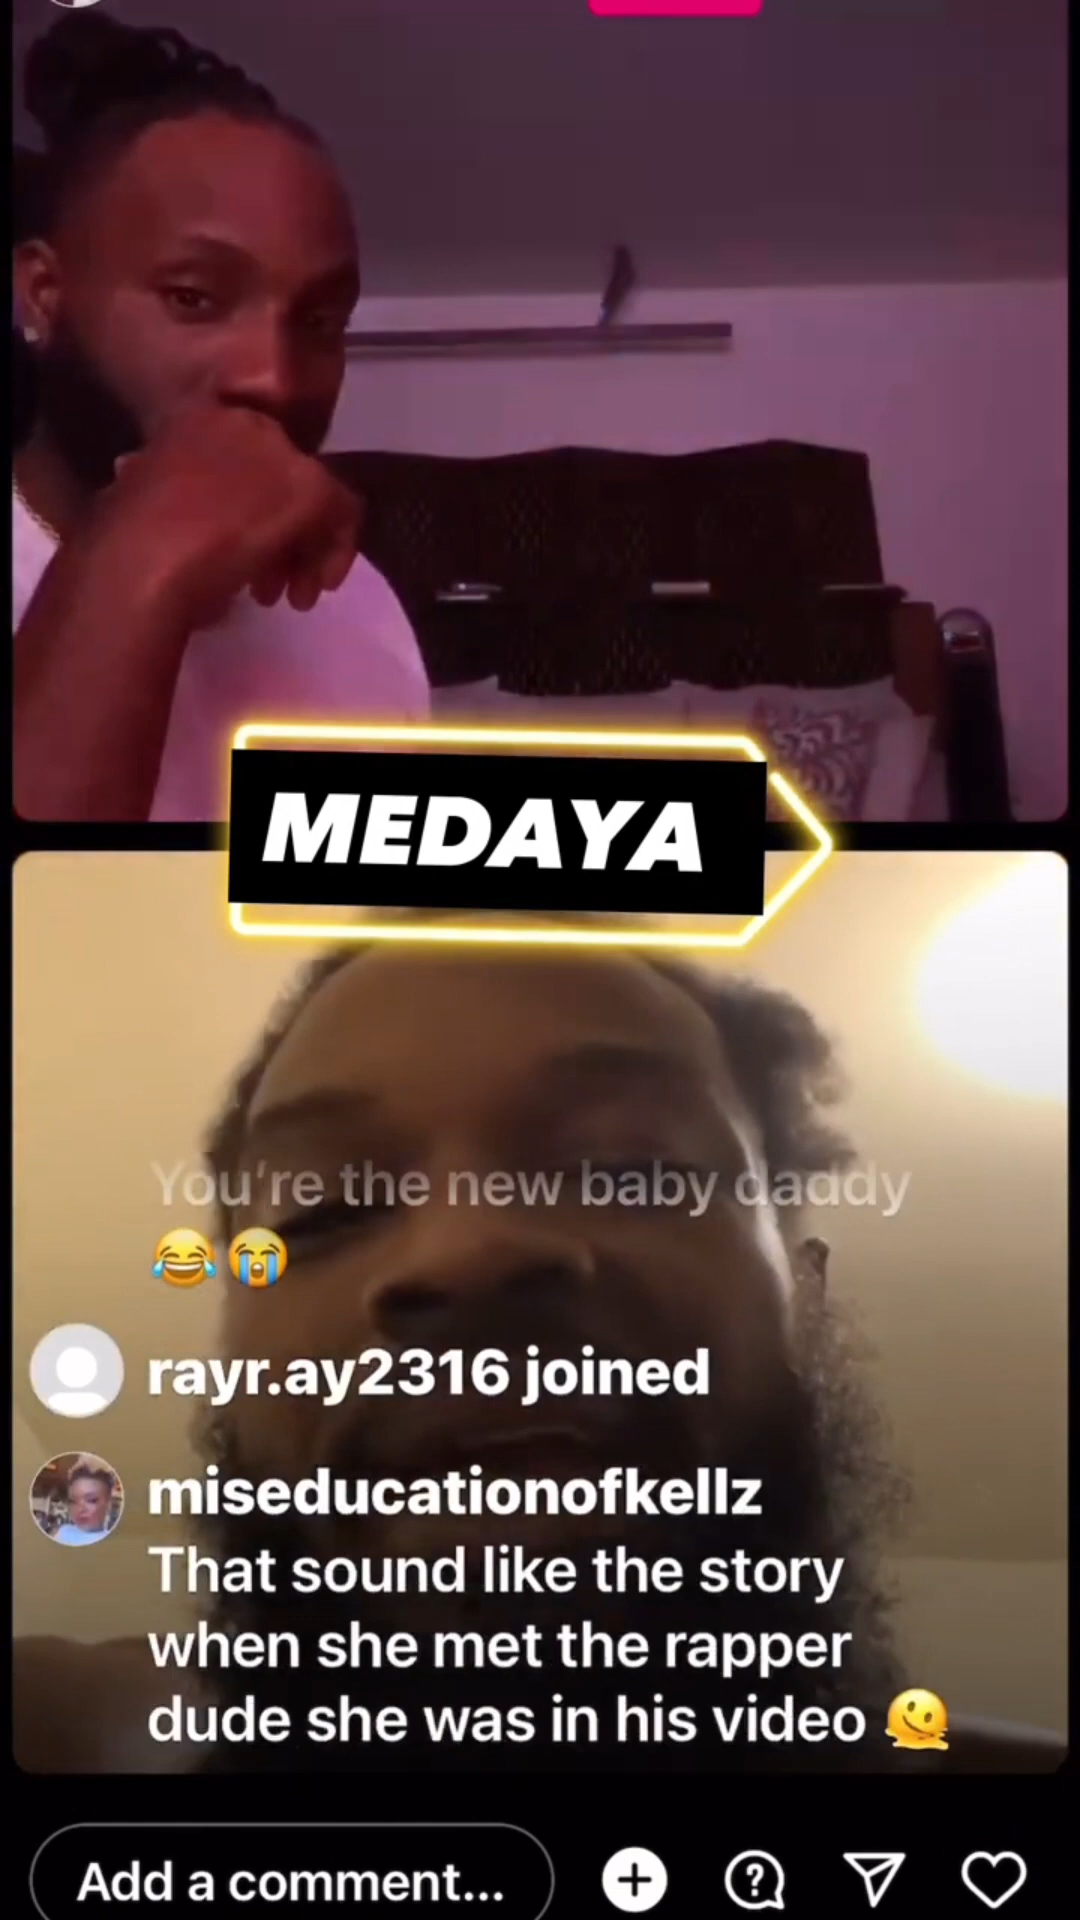 MEDAYA
You're the new baby daddy
😂😭
rayr.ay2316 joined
miseducationofkellz
That sound like the story
when she met the rapper
dude she was in his video 🫠
Add a comment...